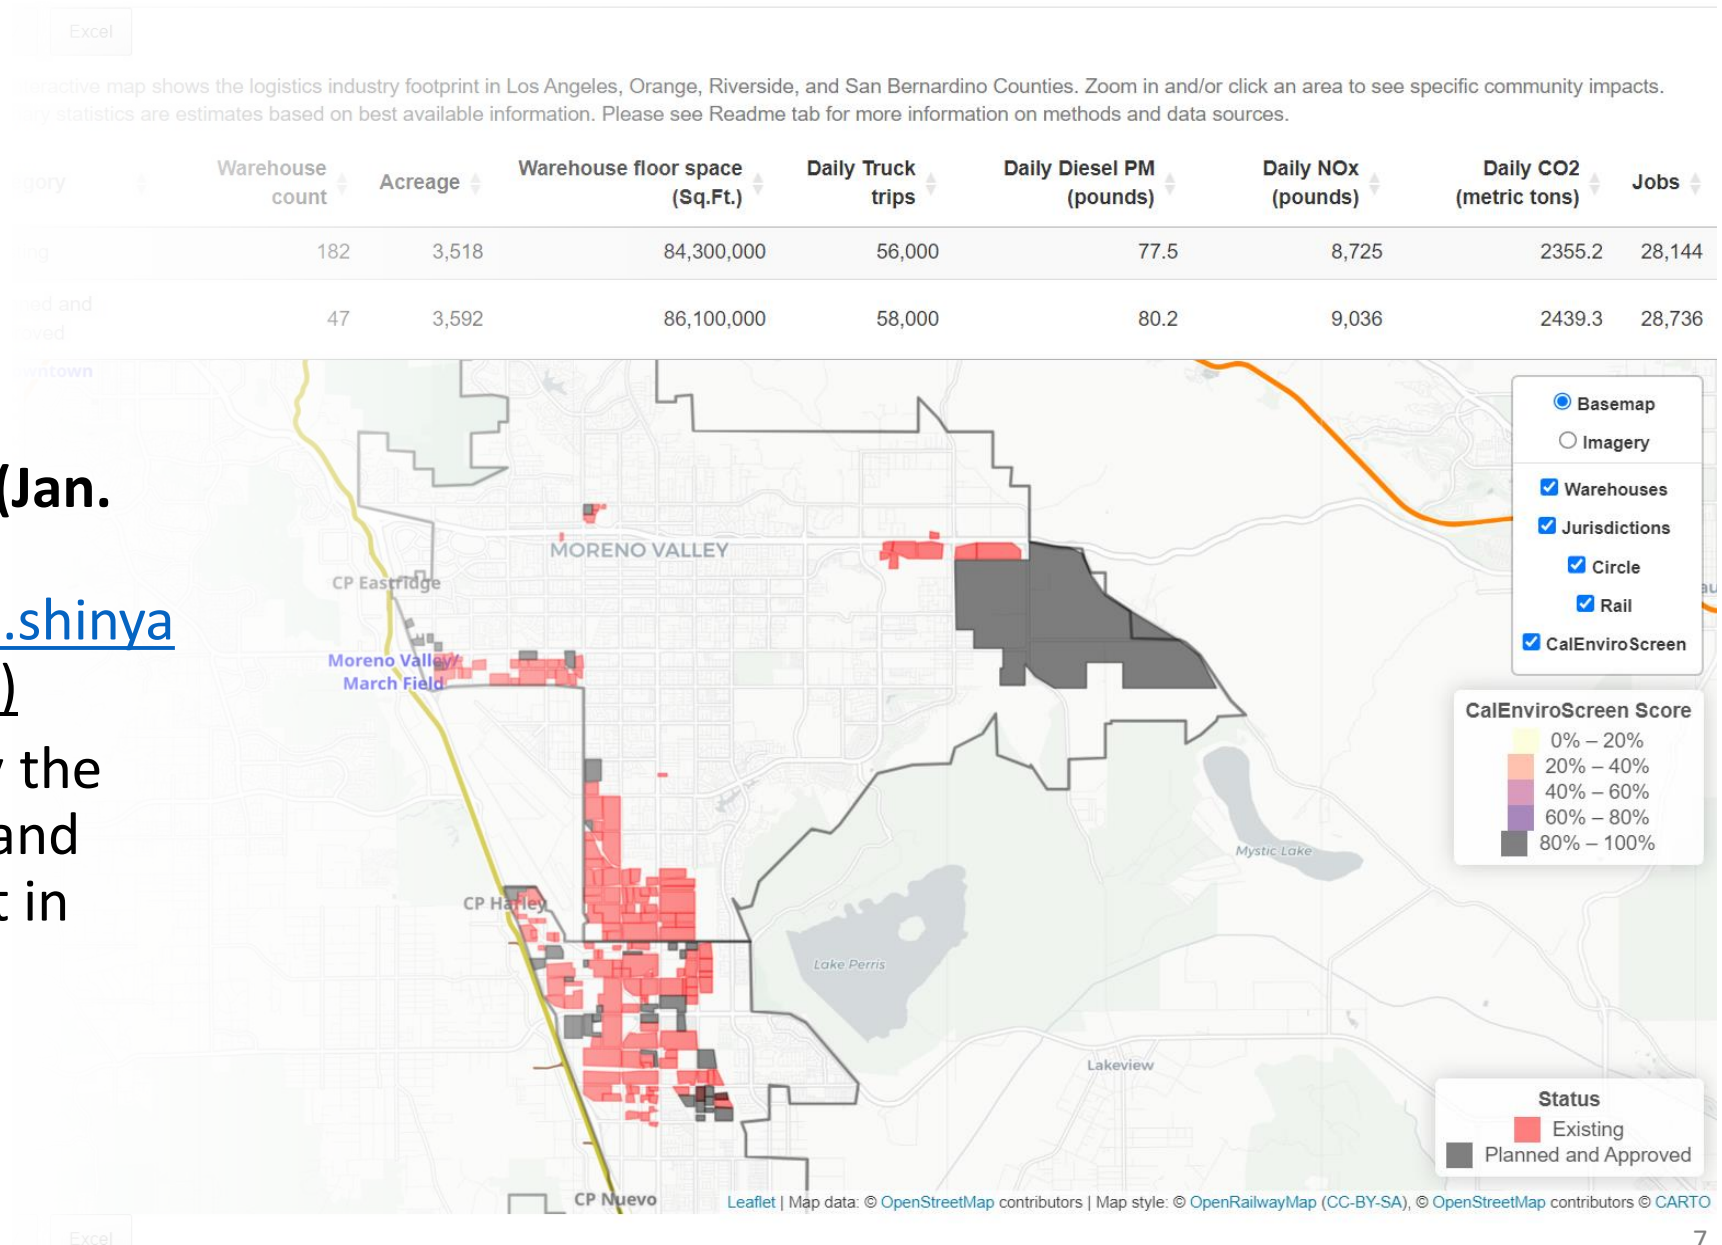 Excel
interactive map shows the logistics industry footprint in Los Angeles, Orange, Riverside, and San Bernardino Counties. Zoom in and/or click an area to see specific community impacts.
statistics are estimates based on best available information. Please see Readme tab for more information on methods and data sources.
gory Warehouse count Acreage Warehouse floor space (Sq.Ft.) Daily Truck trips Daily Diesel PM (pounds) Daily NOx (pounds) Daily CO2 (metric tons) Jobs
182 3,518 84,300,000 56,000 77.5 8,725 2355.2 28,144
ed and
oved
47 3,592 86,100,000 58,000 80.2 9,036 2439.3 28,736
wntown
(Jan.
.shinya
)
the
and
t in
MORENO VALLEY
CP Eastridge
Moreno Valley/
March Field
CP Harley
Lake Perris
Mystic Lake
Lakeview
CP Nuevo
Basemap
Imagery
Warehouses
Jurisdictions
Circle
Rail
CalEnviroScreen
CalEnviroScreen Score
0% – 20%
20% – 40%
40% – 60%
60% – 80%
80% – 100%
Status
Existing
Planned and Approved
Leaflet | Map data: © OpenStreetMap contributors | Map style: © OpenRailwayMap (CC-BY-SA), © OpenStreetMap contributors © CARTO
Excel
7